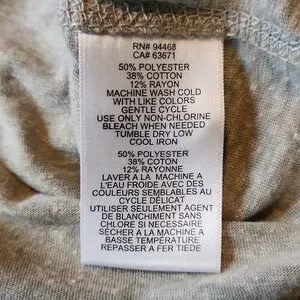 RN# 94468
CA# 63671
50% POLYESTER
38% COTTON
12% RAYON
MACHINE WASH COLD
WITH LIKE COLORS
GENTLE CYCLE
USE ONLY NON-CHLORINE
BLEACH WHEN NEEDED
TUMBLE DRY LOW
COOL IRON
50% POLYESTER
38% COTON
12% RAYONNE
LAVER A LA MACHINE A
L'EAU FROIDE AVEC DES
COULEURS SEMBLABLES AU
CYCLE DÉLICAT
UTILISER SEULEMENT AGENT
DE BLANCHIMENT SANS
CHLORE SI NECESSAIRE
SÉCHER A LA MACHINE A
BASSE TEMPÉRATURE
REPASSER A FER TIEDE